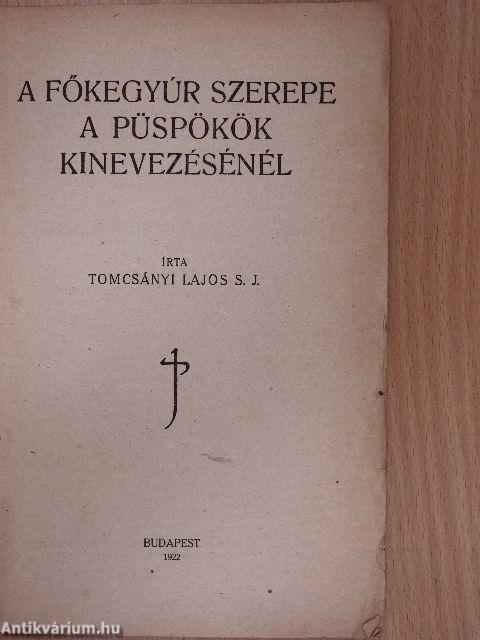 A FŐKEGYÚR SZEREPE
A PÜSPÖKÖK
KINEVEZÉSÉNÉL
ÍRTA
TOMCSÁNYI LAJOS S. J.
BUDAPEST
1922
Antikvárium.hu